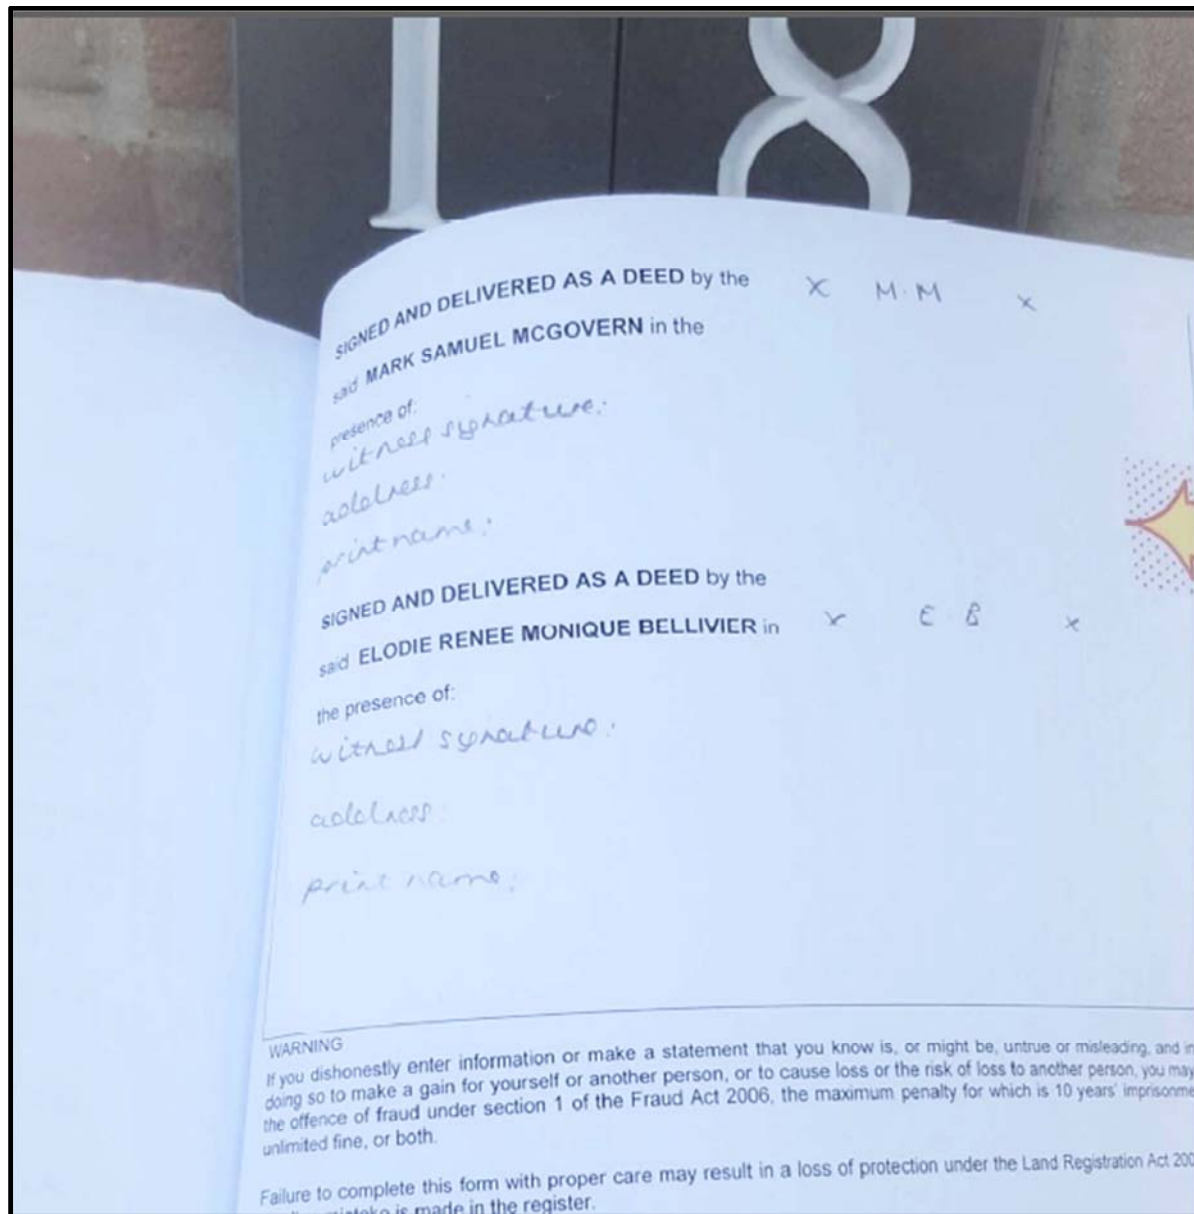 18
SIGNED AND DELIVERED AS A DEED by the X M.M X
said MARK SAMUEL MCGOVERN in the
presence of:
witness signature:
address:
print name:
SIGNED AND DELIVERED AS A DEED by the
said ELODIE RENEE MONIQUE BELLIVIER in X E B X
the presence of:
witness signature:
address:
print name:
WARNING
If you dishonestly enter information or make a statement that you know is, or might be, untrue or misleading, and in
doing so to make a gain for yourself or another person, or to cause loss or the risk of loss to another person, you may
the offence of fraud under section 1 of the Fraud Act 2006, the maximum penalty for which is 10 years' imprisonme
unlimited fine, or both.
Failure to complete this form with proper care may result in a loss of protection under the Land Registration Act 200
mistake is made in the register.